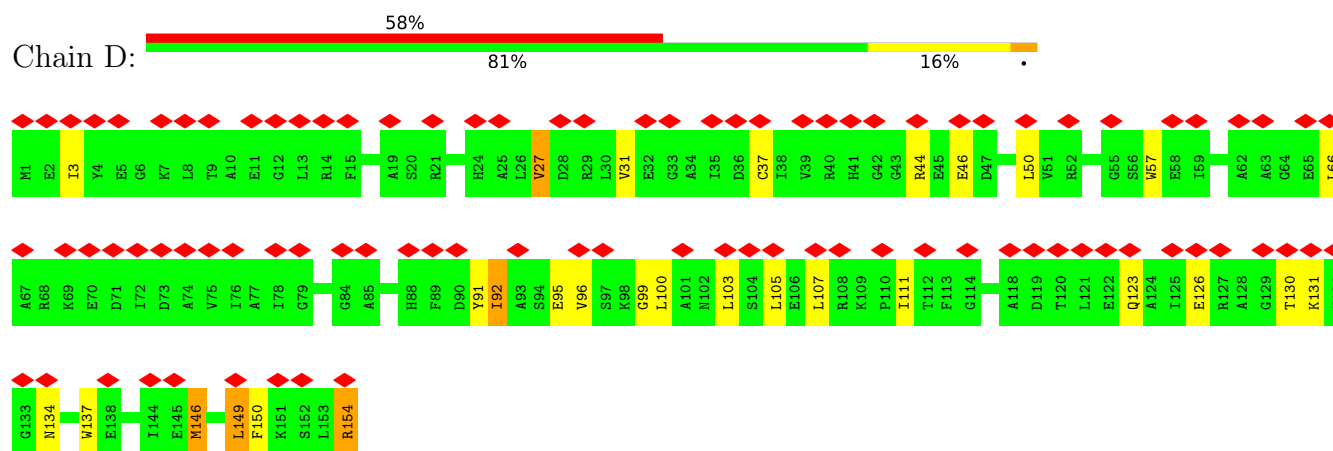 58%
Chain D:
81% 16% •
M1 E2 I3 Y4 E5 G6 K7 L8 T9 A10 E11 G12 L13 R14 F15 A19 S20 R21 H24 A25 L26 V27 D28 R29 L30 V31 E32 G33 A34 I35 D36 C37 I38 V39 R40 H41 G42 G43 R44 E45 E46 D47 L50 V51 R52 G55 S56 W57 E58 I59 A62 A63 G64 E65
A67 R68 K69 E70 D71 I72 D73 A74 V75 I76 A77 I78 G79 G84 A85 H88 F89 D90 Y91 I92 A93 S94 E95 V96 S97 K98 G99 L100 A101 N102 L103 S104 L105 E106 L107 R108 K109 P110 I111 T112 F113 G114 A118 D119 T120 L121 E122 Q123 A124 I125 E126 R127 A128 G129 T130 K131
G133 N134 W137 E138 I144 E145 M146 L149 F150 K151 S152 L153 R154